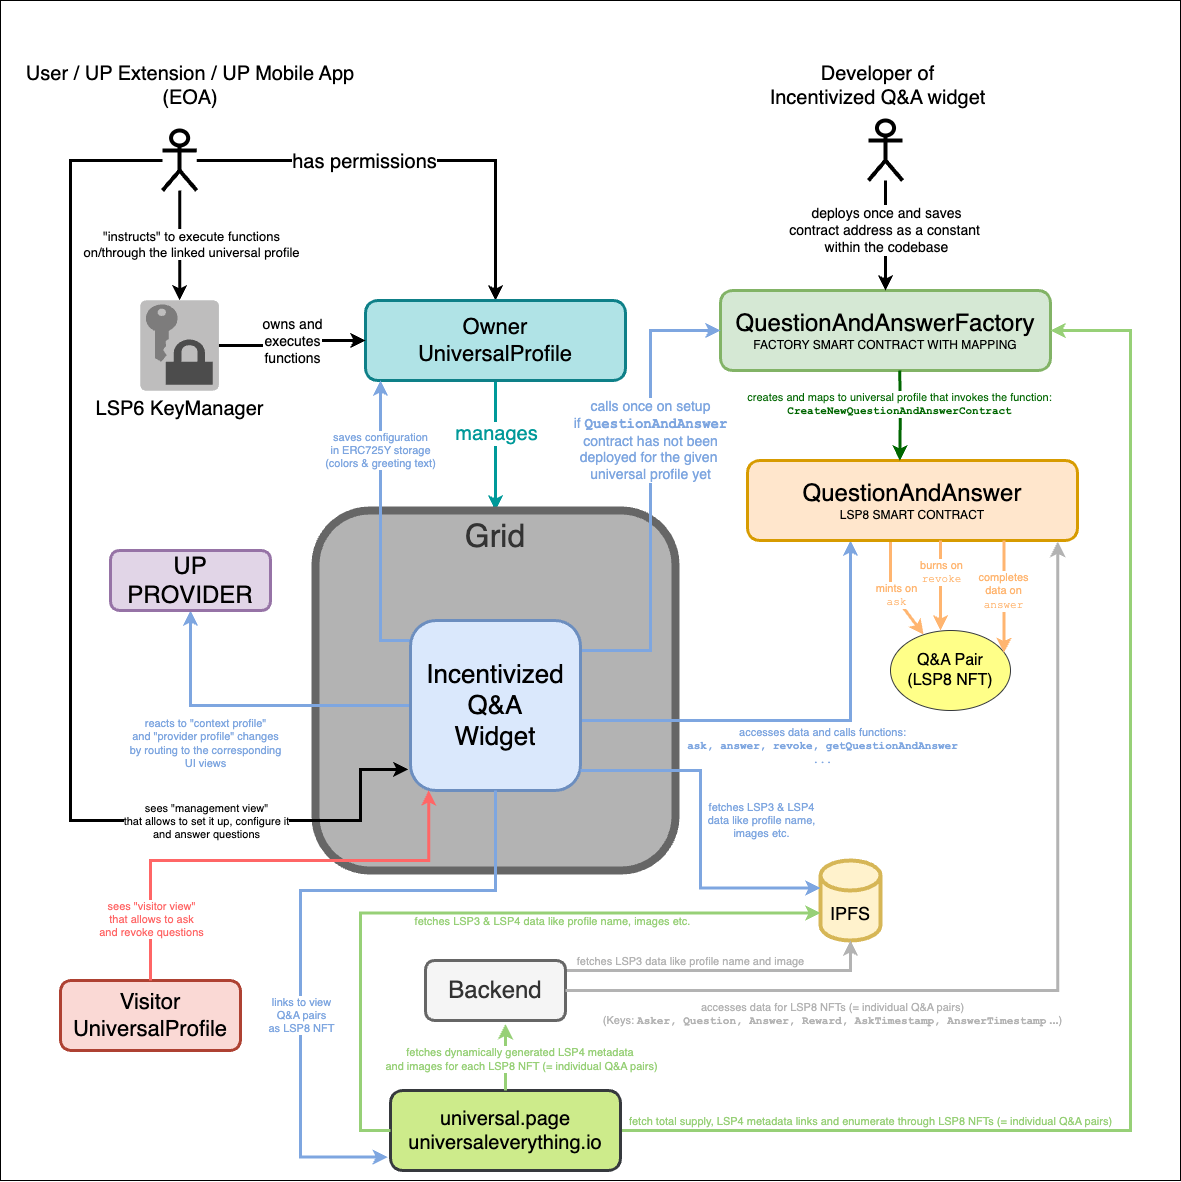 User / UP Extension / UP Mobile App
(EOA)
Developer of
Incentivized Q&A widget
has permissions
"instructs" to execute functions
on/through the linked universal profile
deploys once and saves
contract address as a constant
within the codebase
LSP6 KeyManager
owns and
executes
functions
Owner
UniversalProfile
QuestionAndAnswerFactory
FACTORY SMART CONTRACT WITH MAPPING
creates and maps to universal profile that invokes the function:
CreateNewQuestionAndAnswerContract
saves configuration
in ERC725Y storage
(colors & greeting text)
manages
calls once on setup
if QuestionAndAnswer
contract has not been
deployed for the given
universal profile yet
QuestionAndAnswer
LSP8 SMART CONTRACT
Grid
UP
PROVIDER
mints on
ask
burns on
revoke
completes
data on
answer
Q&A Pair
(LSP8 NFT)
Incentivized
Q&A
Widget
reacts to "context profile"
and "provider profile" changes
by routing to the corresponding
UI views
accesses data and calls functions:
ask, answer, revoke, getQuestionAndAnswer
...
sees "management view"
that allows to set it up, configure it
and answer questions
fetches LSP3 & LSP4
data like profile name,
images etc.
IPFS
sees "visitor view"
that allows to ask
and revoke questions
fetches LSP3 & LSP4 data like profile name, images etc.
fetches LSP3 data like profile name and image
Backend
Visitor
UniversalProfile
links to view
Q&A pairs
as LSP8 NFT
accesses data for LSP8 NFTs (= individual Q&A pairs)
(Keys: Asker, Question, Answer, Reward, AskTimestamp, AnswerTimestamp ...)
fetches dynamically generated LSP4 metadata
and images for each LSP8 NFT (= individual Q&A pairs)
universal.page
universaleverything.io
fetch total supply, LSP4 metadata links and enumerate through LSP8 NFTs (= individual Q&A pairs)